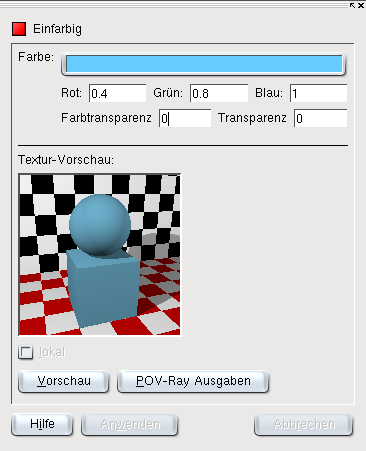 Einfarbig
Farbe:
Rot: 0.4 Grün: 0.8 Blau: 1
Farbtransparenz 0 Transparenz 0
Textur-Vorschau:
lokal
Vorschau POV-Ray Ausgaben
Hilfe Anwenden Abbrechen